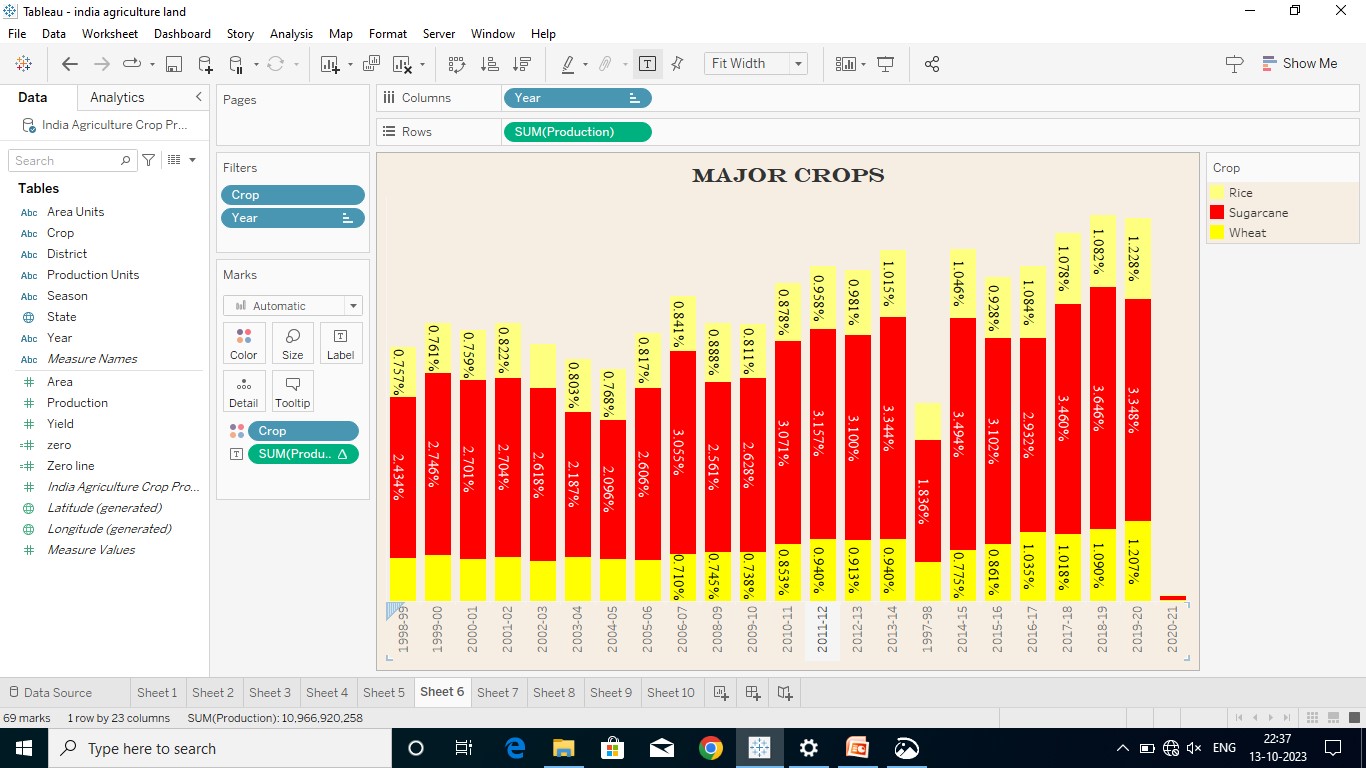 Tableau - india agriculture land
File Data Worksheet Dashboard Story Analysis Map Format Server Window Help
Fit Width
Show Me
Data Analytics
India Agriculture Crop Pr...
Search
Tables
Abc Area Units
Abc Crop
Abc District
Abc Production Units
Abc Season
State
Abc Year
Abc Measure Names
Area
Production
Yield
zero
Zero line
India Agriculture Crop Pro...
Latitude (generated)
Longitude (generated)
Measure Values
Pages
Filters
Crop
Year
Marks
Automatic
Color Size Label
Detail Tooltip
Crop
SUM(Produ.. Δ
Columns Year
Rows SUM(Production)
MAJOR CROPS
0.757% 0.761% 0.759% 0.822% 0.803% 0.768% 0.817% 0.841% 0.888% 0.811% 0.878% 0.958% 0.981% 1.015% 1.046% 0.928% 1.084% 1.078% 1.082% 1.228%
2.434% 2.746% 2.701% 2.704% 2.618% 2.187% 2.096% 2.606% 3.055% 2.561% 2.628% 3.071% 3.157% 3.100% 3.344% 1.836% 3.494% 3.102% 2.932% 3.460% 3.646% 3.348%
0.710% 0.745% 0.738% 0.853% 0.940% 0.913% 0.940% 0.775% 0.861% 1.035% 1.018% 1.090% 1.207%
1998-99 1999-00 2000-01 2001-02 2002-03 2003-04 2004-05 2005-06 2006-07 2008-09 2009-10 2010-11 2011-12 2012-13 2013-14 1997-98 2014-15 2015-16 2016-17 2017-18 2018-19 2019-20 2020-21
Crop
Rice
Sugarcane
Wheat
Data Source Sheet 1 Sheet 2 Sheet 3 Sheet 4 Sheet 5 Sheet 6 Sheet 7 Sheet 8 Sheet 9 Sheet 10
69 marks 1 row by 23 columns SUM(Production): 10,966,920,258
Type here to search
ENG
22:37
13-10-2023